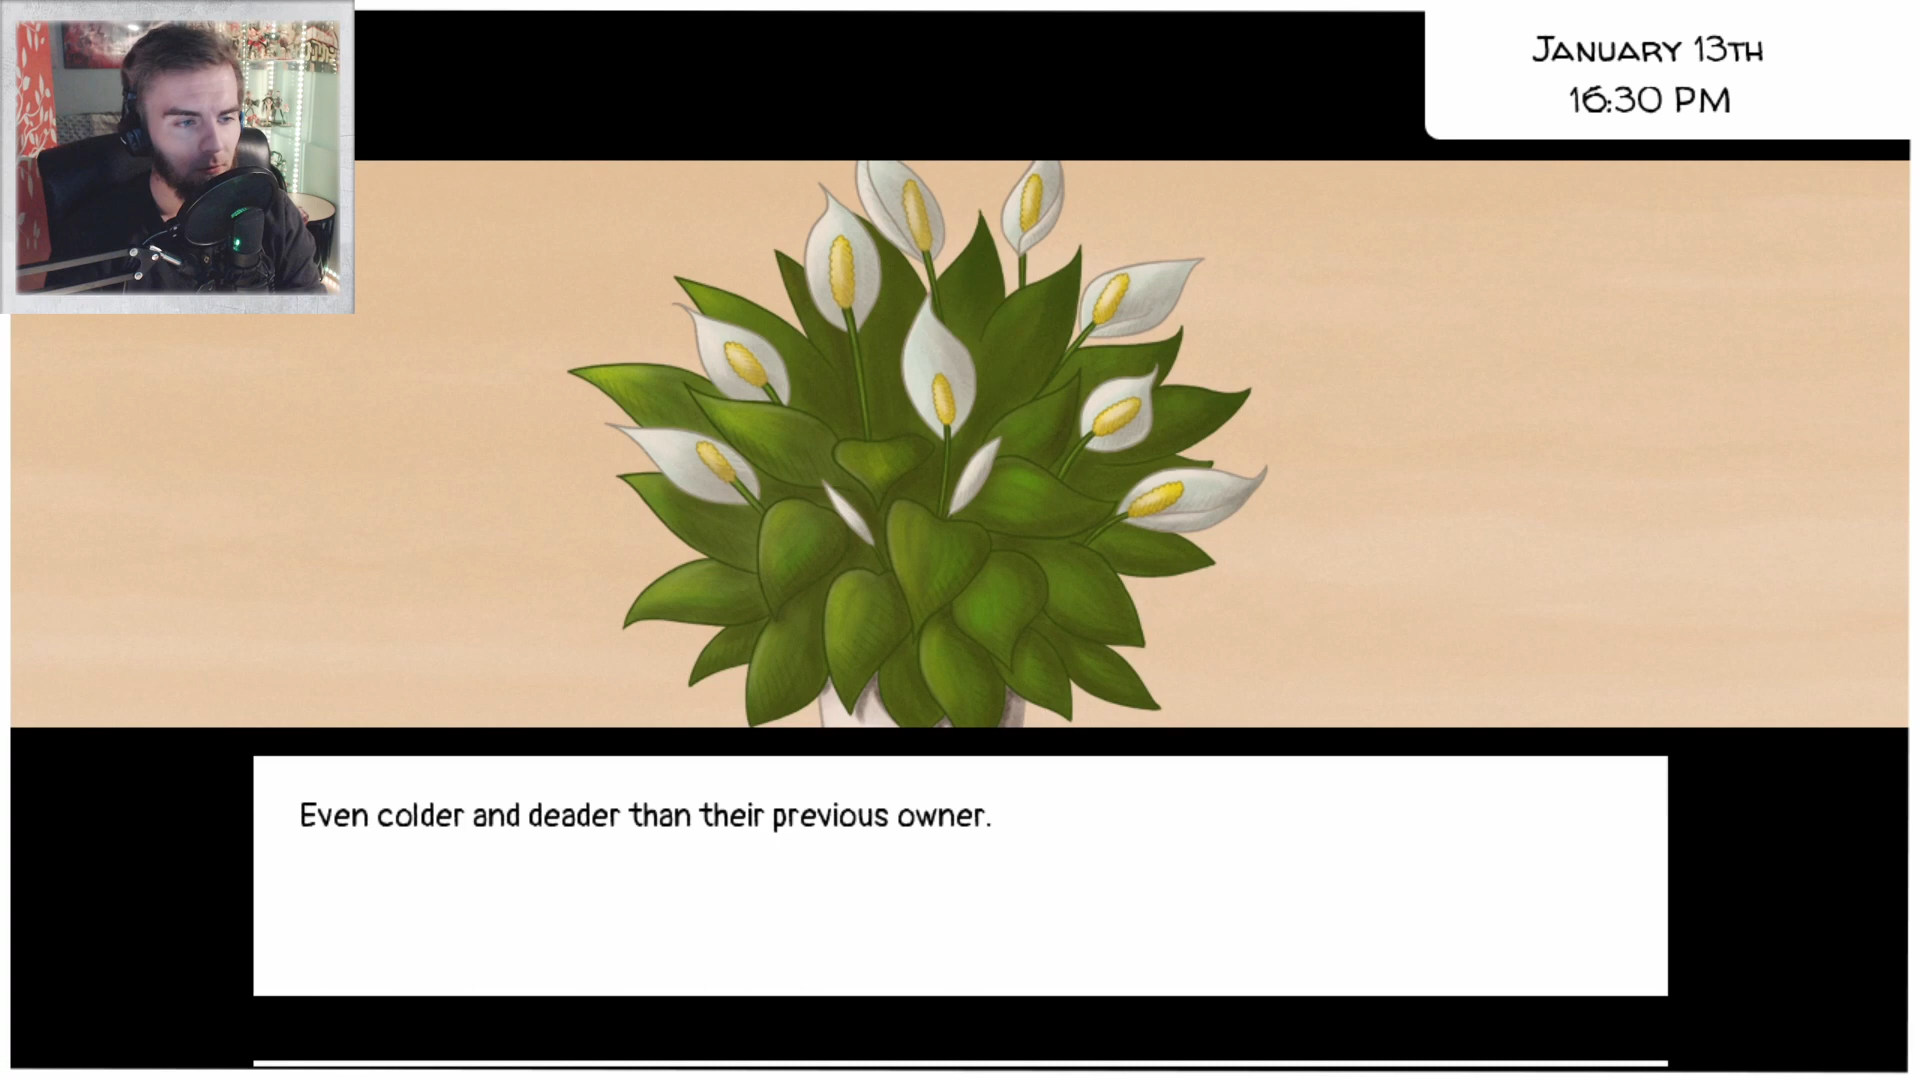 January 13th
16:30 PM
Even colder and deader than their previous owner.